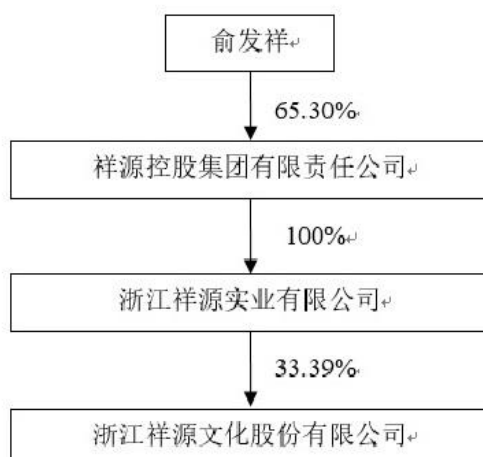 俞发祥
65.30%
祥源控股集团有限责任公司
100%
浙江祥源实业有限公司
33.39%
浙江祥源文化股份有限公司